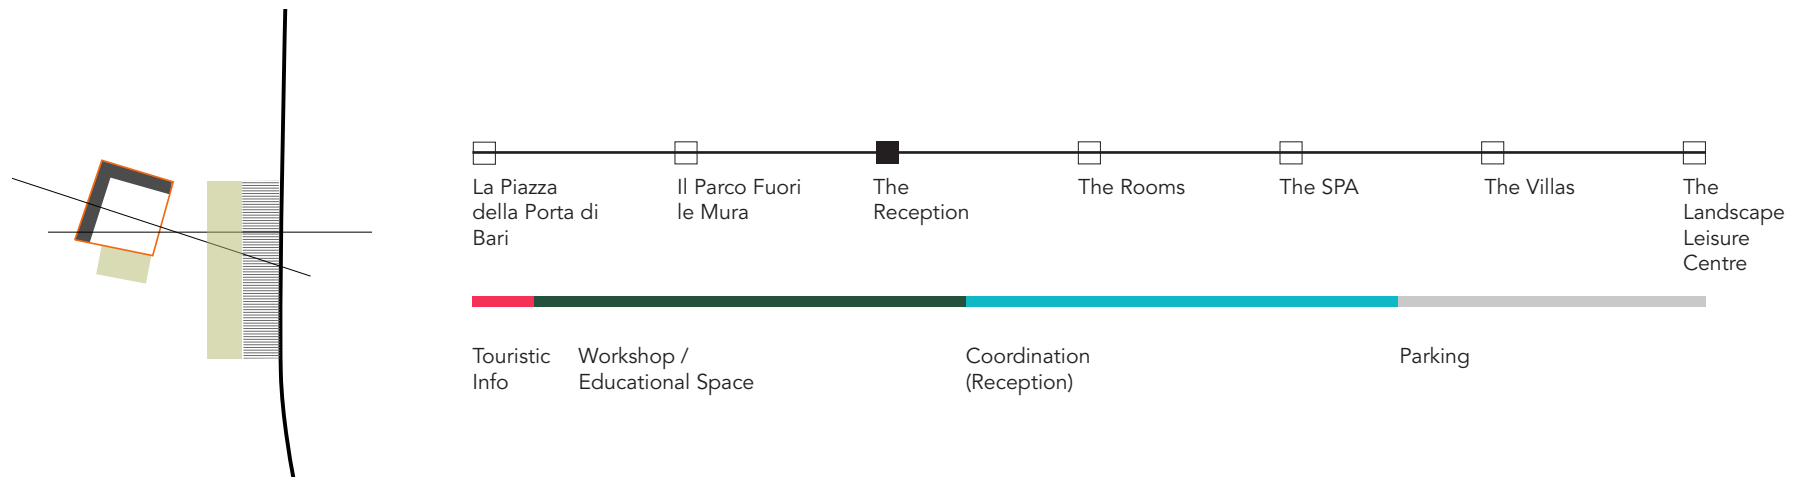 La Piazza
della Porta di
Bari
Il Parco Fuori
le Mura
The
Reception
The Rooms
The SPA
The Villas
The
Landscape
Leisure
Centre
Touristic
Info
Workshop /
Educational Space
Coordination
(Reception)
Parking